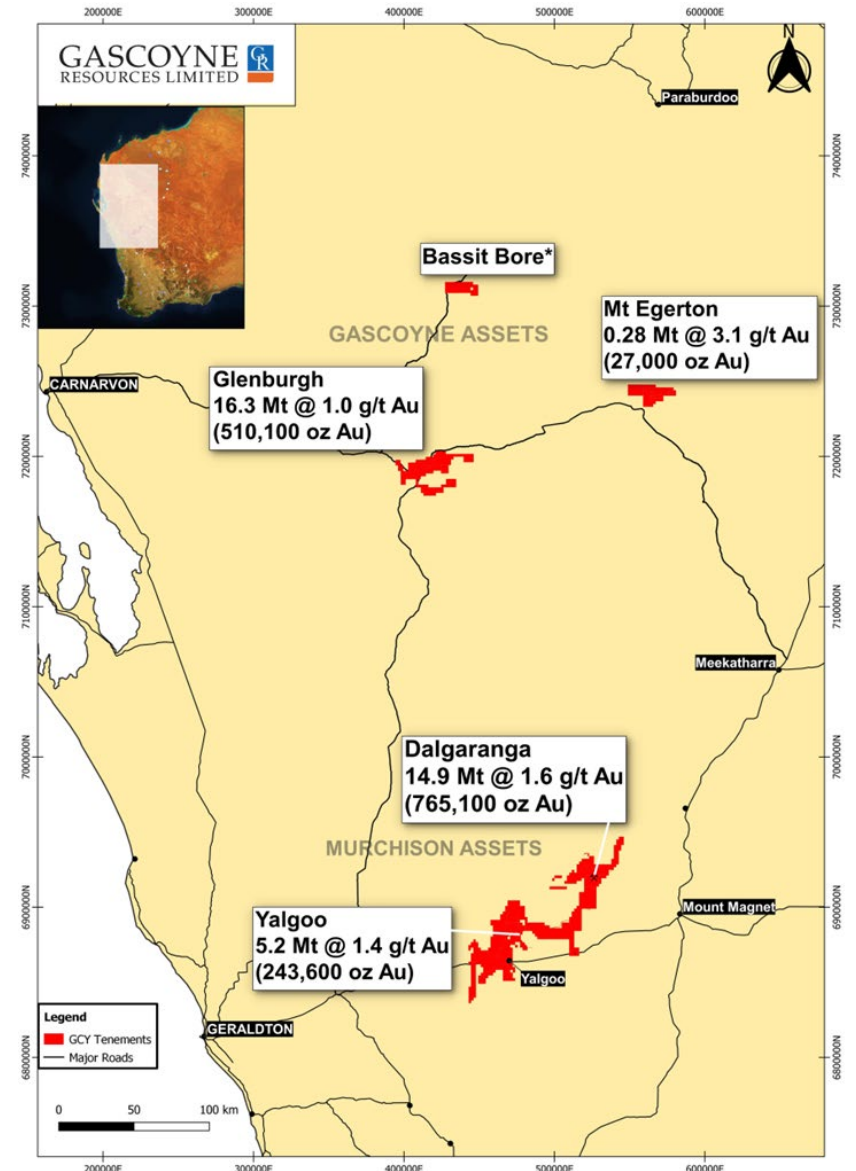 200000E 300000E 400000E 500000E 600000E
GASCOYNE
RESOURCES LIMITED
GR
N
Paraburdoo
7400000N 7400000N
Bassit Bore*
7300000N 7300000N
GASCOYNE ASSETS
Mt Egerton
0.28 Mt @ 3.1 g/t Au
(27,000 oz Au)
CARNARVON
Glenburgh
16.3 Mt @ 1.0 g/t Au
(510,100 oz Au)
7200000N 7200000N
7100000N 7100000N
Meekatharra
Dalgaranga
14.9 Mt @ 1.6 g/t Au
(765,100 oz Au)
7000000N 7000000N
MURCHISON ASSETS
6900000N 6900000N
Mount Magnet
Yalgoo
5.2 Mt @ 1.4 g/t Au
(243,600 oz Au)
Yalgoo
Legend
GCY Tenements
Major Roads
GERALDTON
6800000N 6800000N
0 50 100 km
200000E 300000E 400000E 500000E 600000E